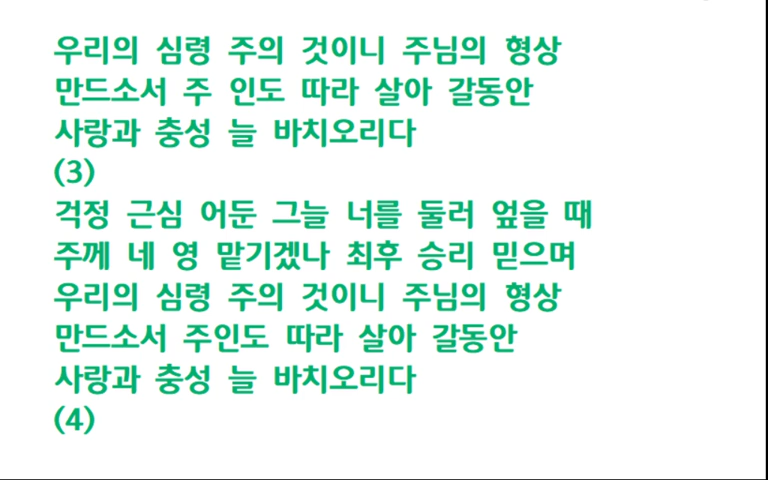 우리의 심령 주의 것이니 주님의 형상
만드소서 주 인도 따라 살아 갈동안
사랑과 충성 늘 바치오리다
(3)
걱정 근심 어둔 그늘 너를 둘러 엎을 때
주께 네 영 맡기겠나 최후 승리 믿으며
우리의 심령 주의 것이니 주님의 형상
만드소서 주인도 따라 살아 갈동안
사랑과 충성 늘 바치오리다
(4)